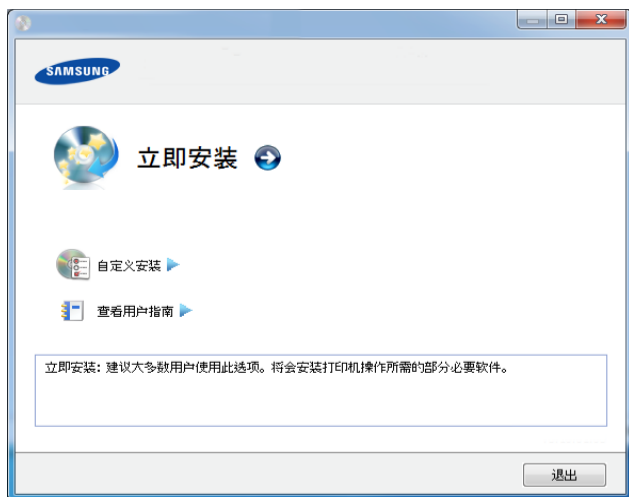 SAMSUNG
立即安装
自定义安装
查看用户指南
立即安装: 建议大多数用户使用此选项。将会安装打印机操作所需的部分必要软件。
退出